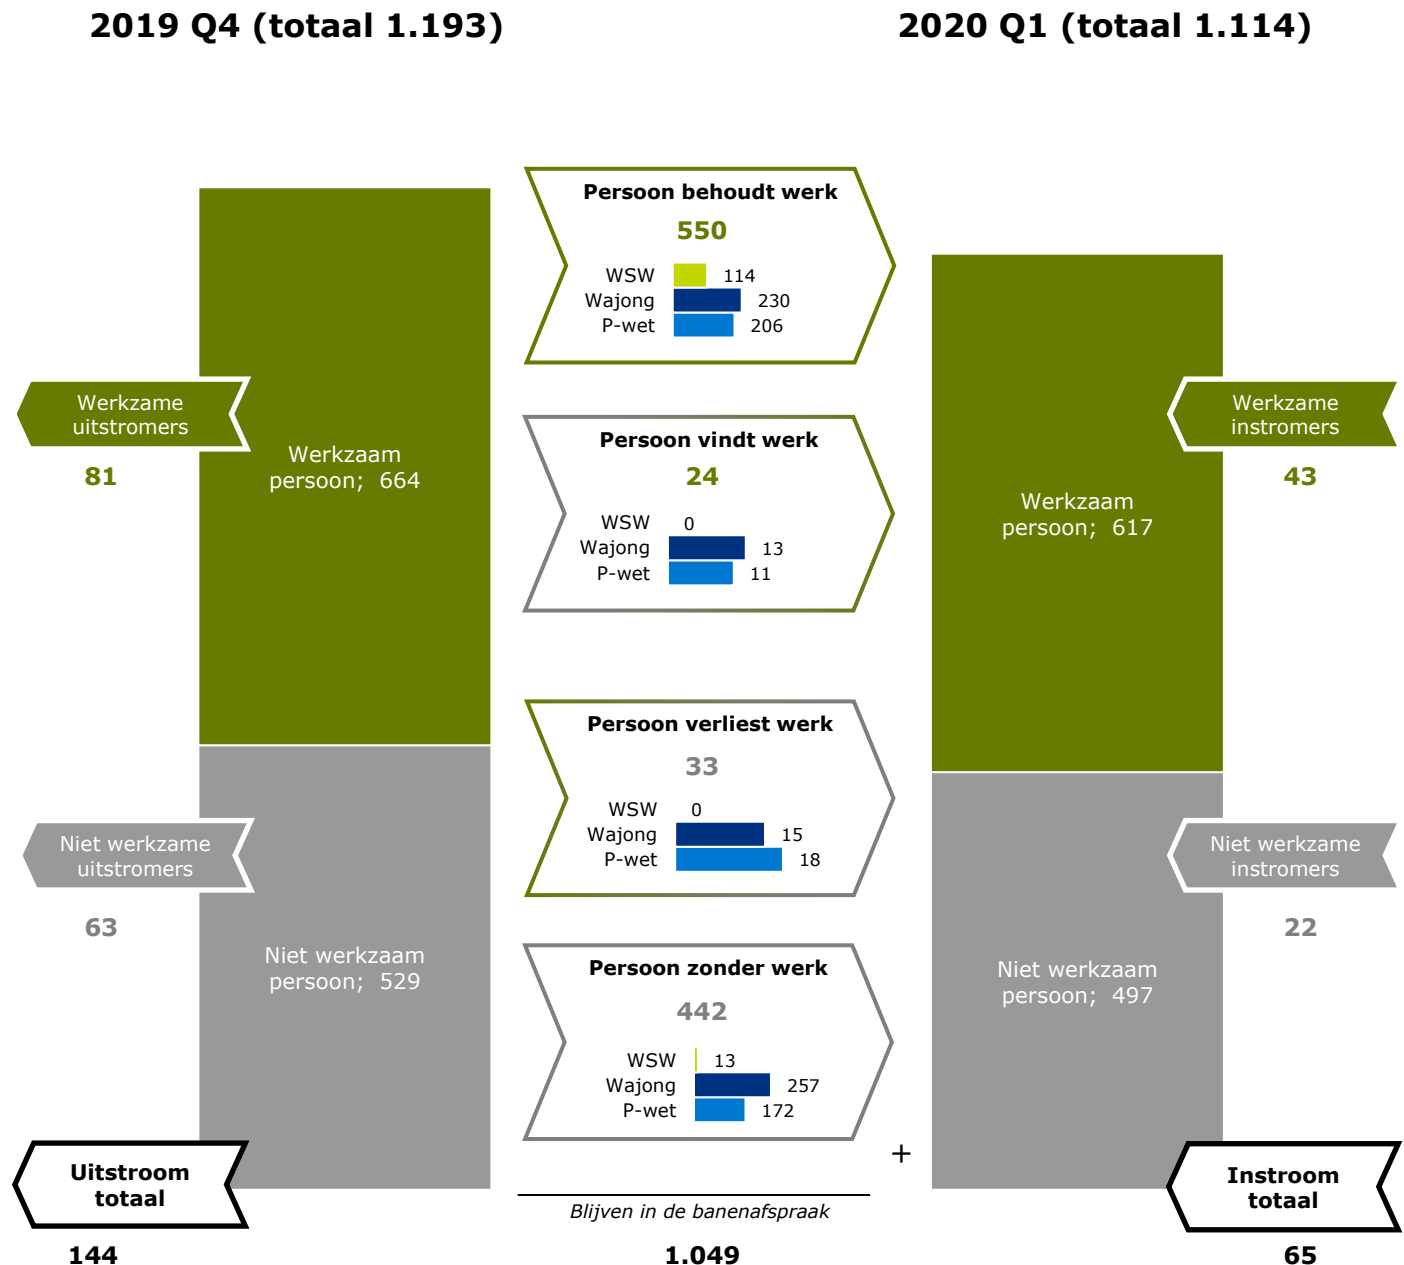 2019 Q4 (totaal 1.193)
2020 Q1 (totaal 1.114)
Persoon behoudt werk
550
WSW 114
Wajong 230
P-wet 206
Werkzame
uitstromers
81
Werkzaam
persoon; 664
Persoon vindt werk
24
WSW 0
Wajong 13
P-wet 11
Werkzaam
persoon; 617
Werkzame
instromers
43
Persoon verliest werk
33
WSW 0
Wajong 15
P-wet 18
Niet werkzame
uitstromers
63
Niet werkzaam
persoon; 529
Persoon zonder werk
442
WSW 13
Wajong 257
P-wet 172
Niet werkzaam
persoon; 497
Niet werkzame
instromers
22
+
Uitstroom
totaal
144
Blijven in de banenafspraak
1.049
Instroom
totaal
65